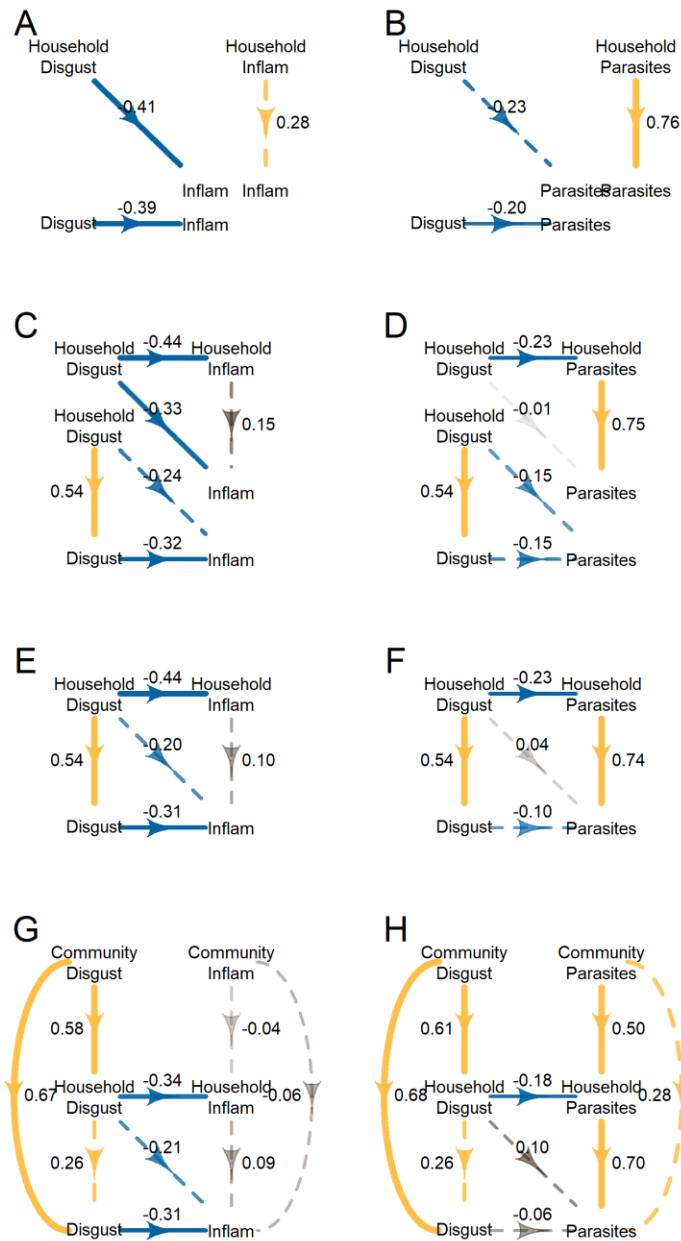 A
B
Household Disgust
Household Inflam
Household Disgust
Household Parasites
-0.41
0.28
-0.23
0.76
Inflam
Inflam
Parasites
Parasites
-0.39
-0.20
Disgust
Inflam
Disgust
Parasites
C
D
Household Disgust
-0.44
Household Inflam
Household Disgust
-0.23
Household Parasites
Household Disgust
-0.33
0.15
Household Disgust
-0.01
0.75
0.54
-0.24
Inflam
0.54
-0.15
Parasites
Disgust
-0.32
Inflam
Disgust
-0.15
Parasites
E
F
Household Disgust
-0.44
Household Inflam
Household Disgust
-0.23
Household Parasites
0.54
-0.20
0.10
0.54
0.04
0.74
Disgust
-0.31
Inflam
Disgust
-0.10
Parasites
G
H
Community Disgust
Community Inflam
Community Disgust
Community Parasites
0.58
-0.04
0.61
0.50
0.67
Household Disgust
-0.34
Household Inflam
-0.06
0.68
Household Disgust
-0.18
Household Parasites
0.28
0.26
-0.21
0.09
0.26
0.10
0.70
Disgust
-0.31
Inflam
Disgust
-0.06
Parasites